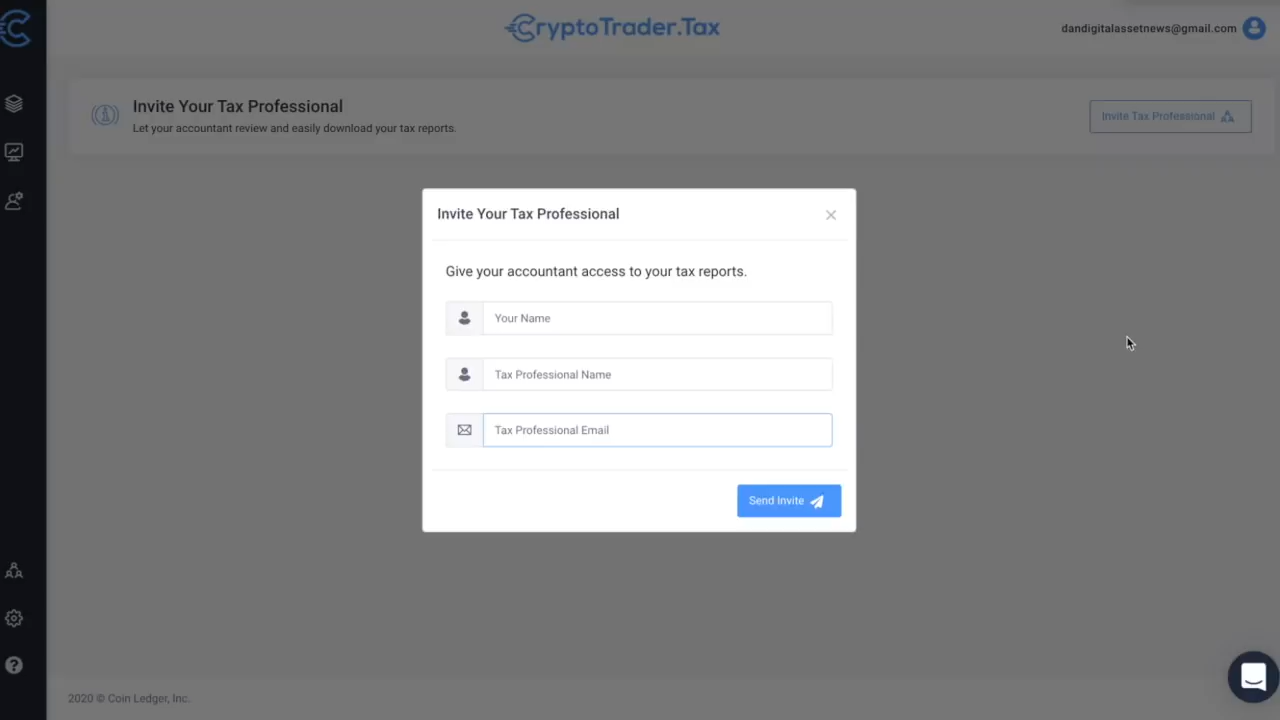 CryptoTrader.Tax
dandigitalassetnews@gmail.com
Invite Your Tax Professional
Let your accountant review and easily download your tax reports.
Invite Tax Professional
Invite Your Tax Professional
Give your accountant access to your tax reports.
Your Name
Tax Professional Name
Tax Professional Email
Send Invite
2020 © Coin Ledger, Inc.